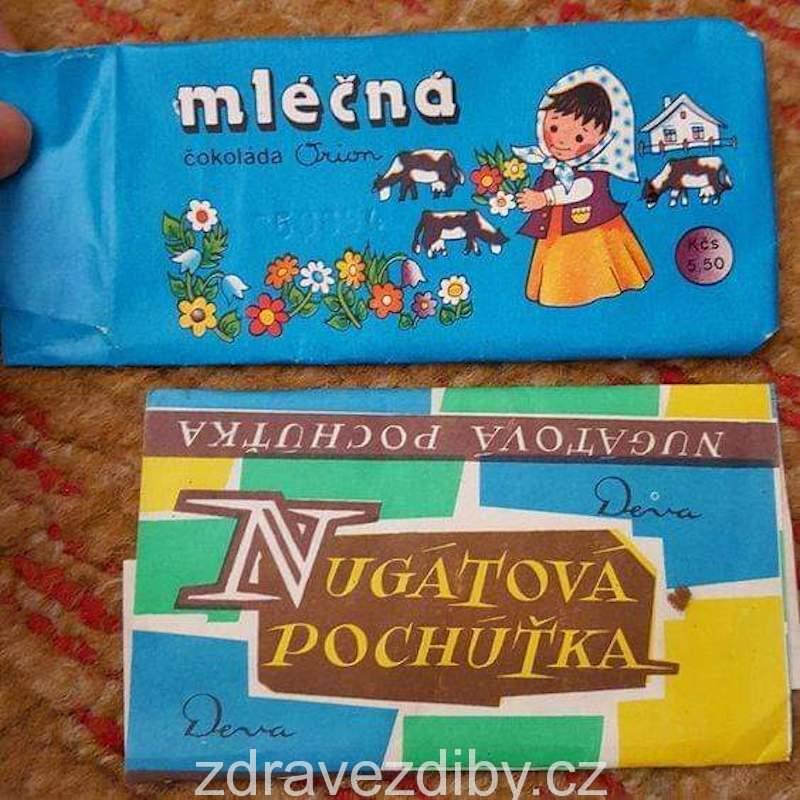 mléčná
čokoláda Orion
Kčs
5,50
NUGÁTOVÁ POCHÚŤKA
Deva
NUGÁTOVÁ
POCHÚŤKA
Deva
zdravezdiby.cz